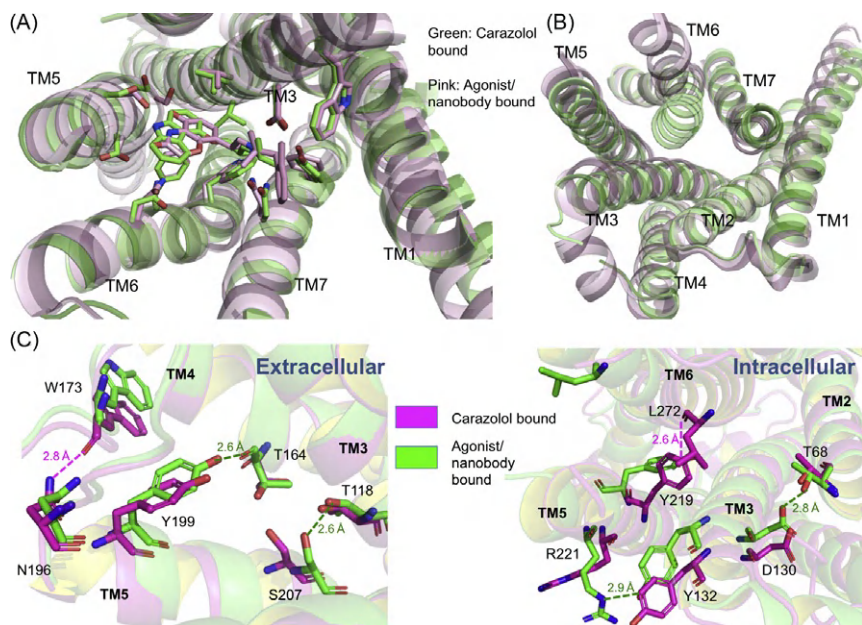 (A)
TM5
TM3
TM6
TM7
TM1
Green: Carazolol
bound
Pink: Agonist/
nanobody bound
(B)
TM5
TM6
TM7
TM3
TM2
TM1
TM4
(C)
Extracellular
W173
TM4
2.8 Å
2.6 Å
T164
TM3
T118
Y199
2.6 Å
N196
TM5
S207
Carazolol bound
Agonist/
nanobody
bound
Intracellular
TM6
TM2
L272
2.6 Å
T68
Y219
TM5
TM3
2.8 Å
R221
D130
2.9 Å
Y132